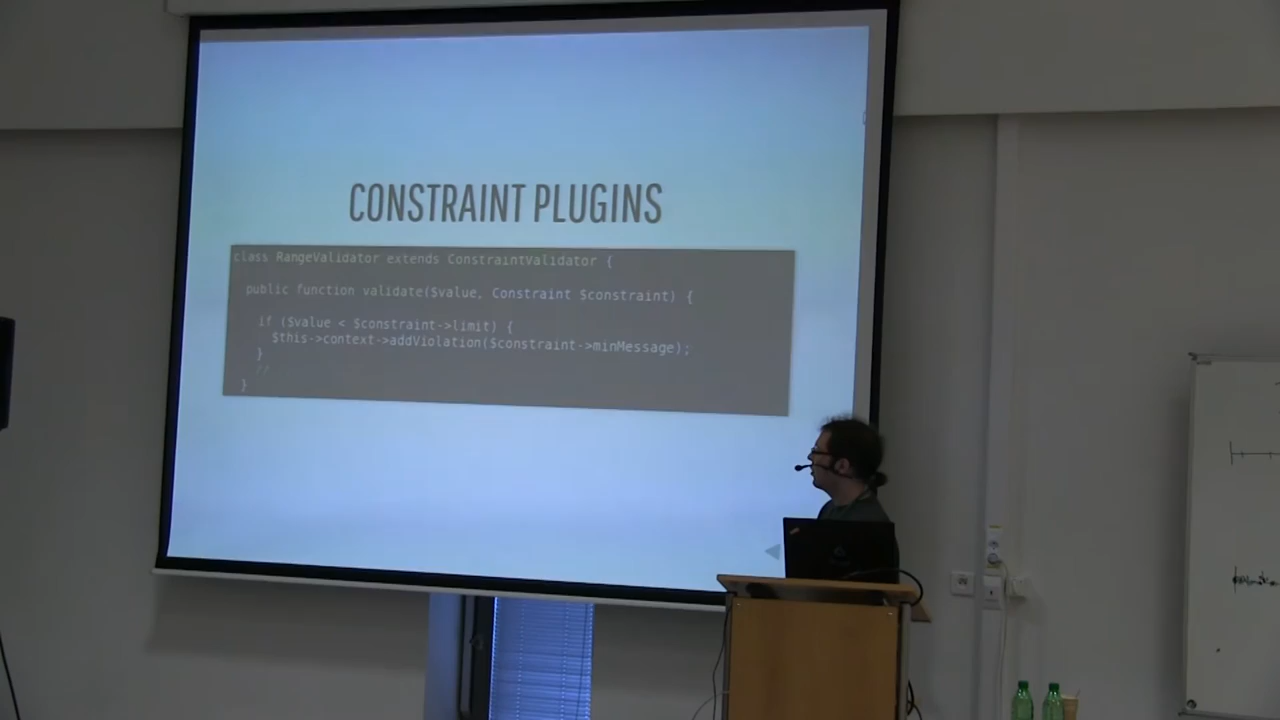 CONSTRAINT PLUGINS
class RangeValidator extends ConstraintValidator {
public function validate($value, Constraint $constraint) {
if ($value < $constraint->limit) {
$this->context->addViolation($constraint->minMessage);
}
//
}